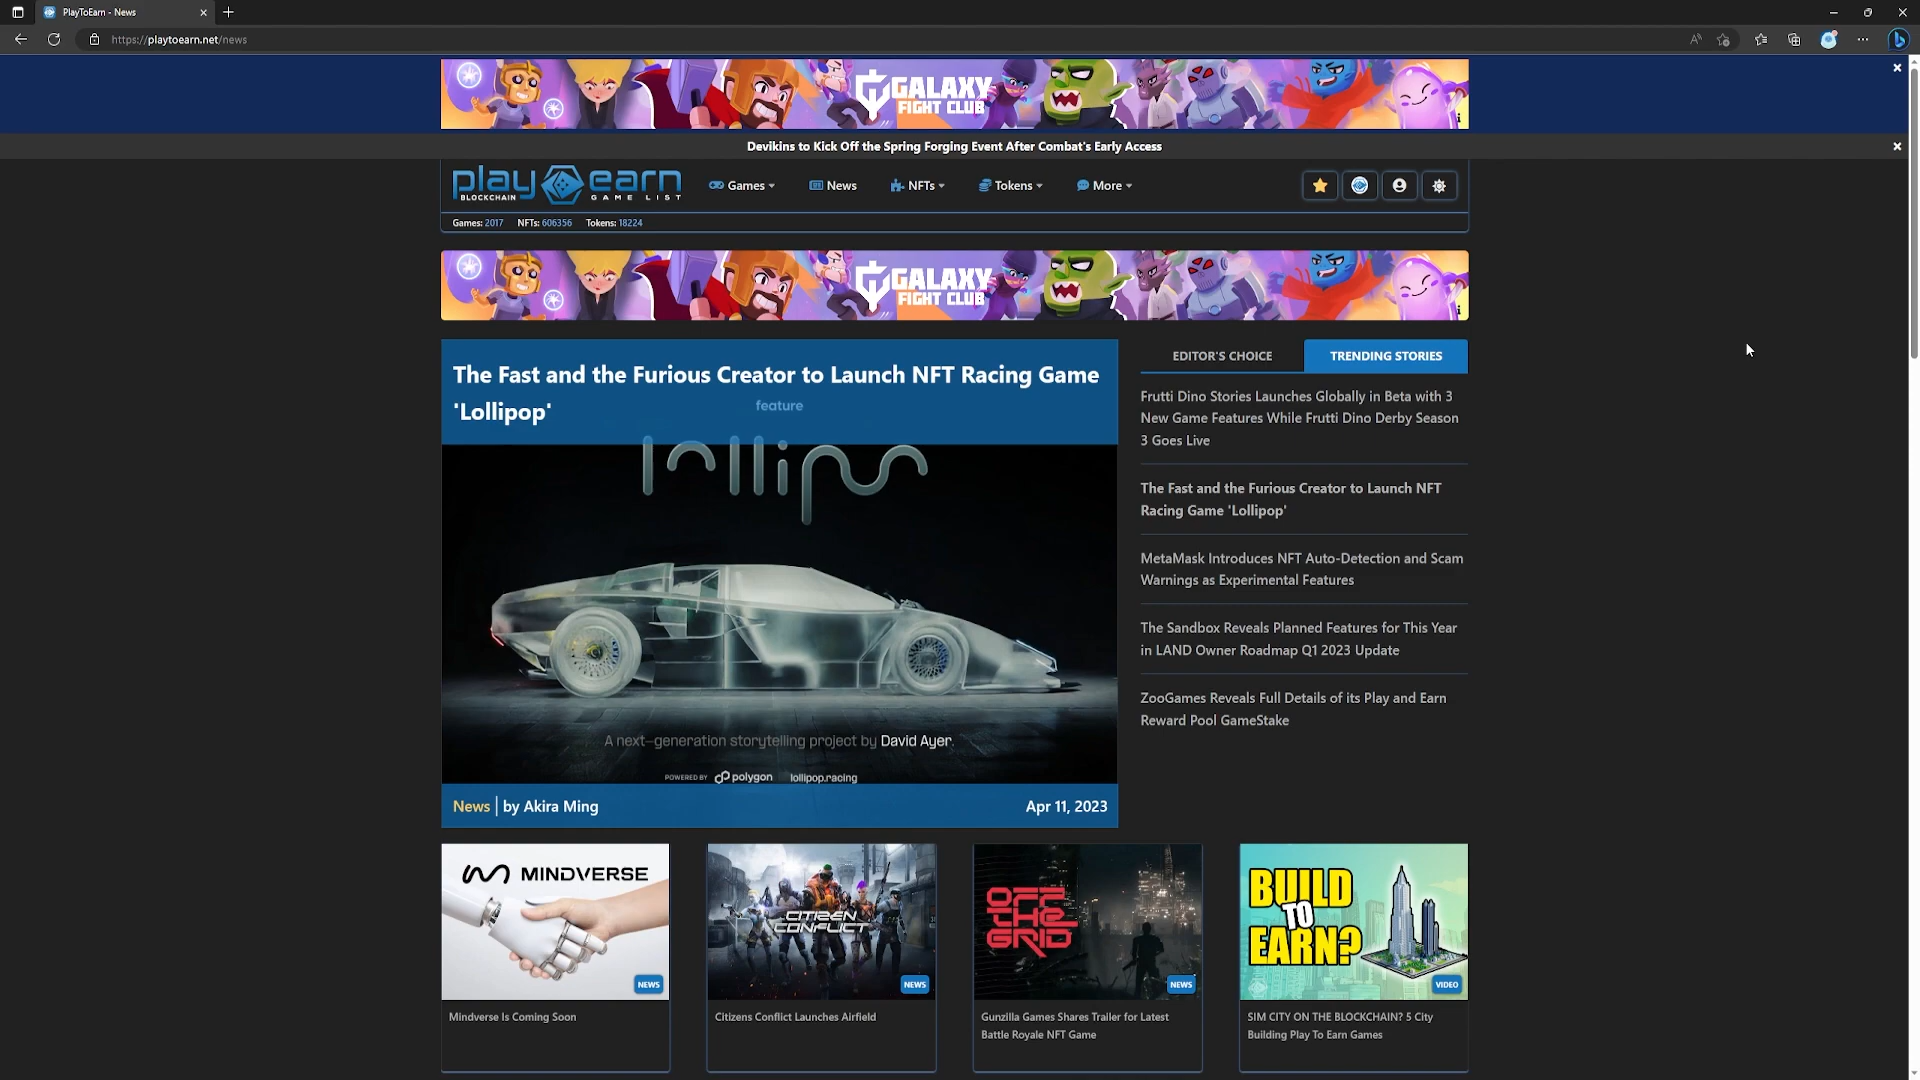 PlayToEarn - News
https://playtoearn.net/news
GALAXY
FIGHT CLUB
Devikins to Kick Off the Spring Forging Event After Combat's Early Access
play earn
BLOCKCHAIN GAME LIST
Games
News
NFTs
Tokens
More
Games: 2017 NFTs: 606356 Tokens: 18224
GALAXY
FIGHT CLUB
The Fast and the Furious Creator to Launch NFT Racing Game
'Lollipop'
feature
lollipop
A next-generation storytelling project by David Ayer.
POWERED BY polygon lollipop.racing
News | by Akira Ming
Apr 11, 2023
EDITOR'S CHOICE
TRENDING STORIES
Frutti Dino Stories Launches Globally in Beta with 3
New Game Features While Frutti Dino Derby Season
3 Goes Live
The Fast and the Furious Creator to Launch NFT
Racing Game 'Lollipop'
MetaMask Introduces NFT Auto-Detection and Scam
Warnings as Experimental Features
The Sandbox Reveals Planned Features for This Year
in LAND Owner Roadmap Q1 2023 Update
ZooGames Reveals Full Details of its Play and Earn
Reward Pool GameStake
MINDVERSE
NEWS
Mindverse Is Coming Soon
CITIZEN
CONFLICT
NEWS
Citizens Conflict Launches Airfield
OFF
THE
GRID
NEWS
Gunzilla Games Shares Trailer for Latest
Battle Royale NFT Game
BUILD
TO
EARN?
VIDEO
SIM CITY ON THE BLOCKCHAIN? 5 City
Building Play To Earn Games